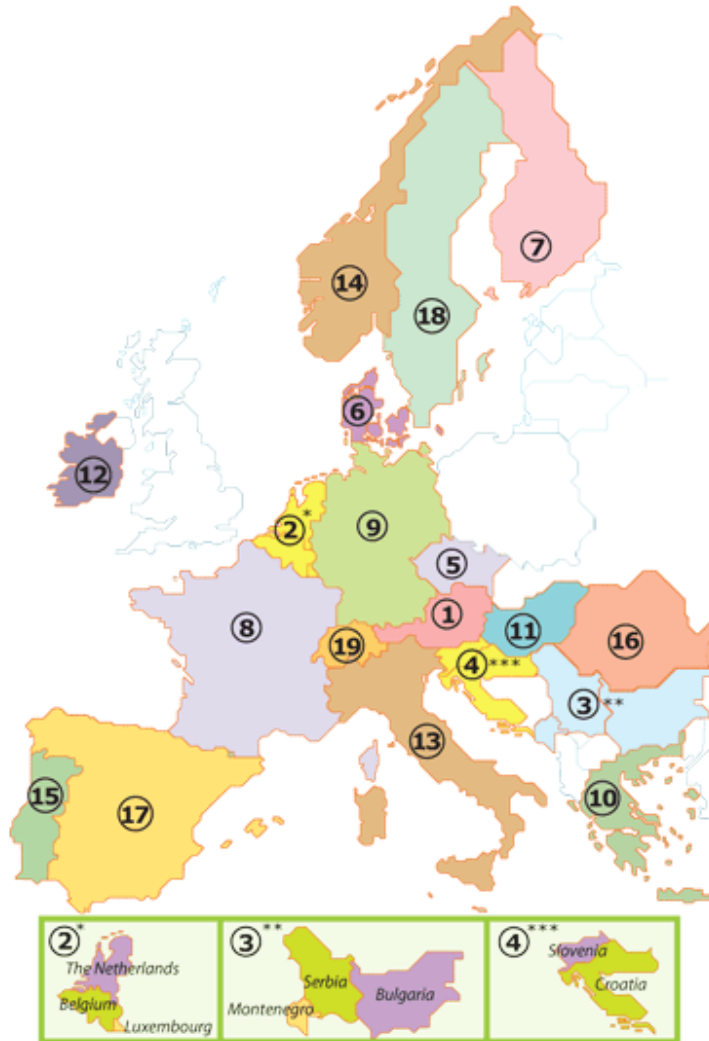 7
14
18
6
12
2*
9
5
8
1
11
19
16
4***
3**
13
15
17
10
2*
The Netherlands
Belgium
Luxembourg
3**
Serbia
Montenegro
Bulgaria
4***
Slovenia
Croatia